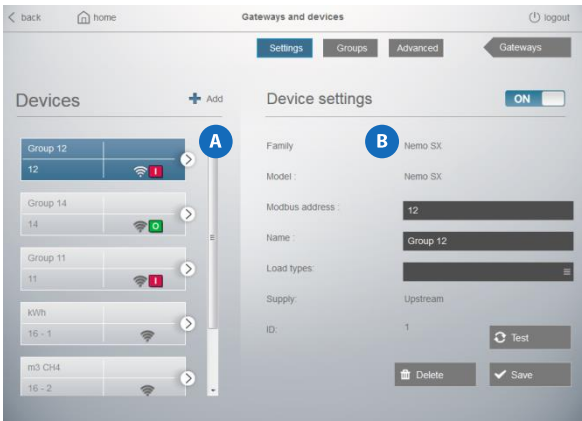 back
home
Gateways and devices
logout
Settings
Groups
Advanced
Gateways
Devices
Add
Device settings
ON
A
B
Group 12
12
I
Group 14
14
O
Group 11
11
I
kWh
16 - 1
m3 CH4
16 - 2
Family
Nemo SX
Model :
Nemo SX
Modbus address :
12
Name :
Group 12
Load types:
Supply:
Upstream
ID:
1
Test
Delete
Save